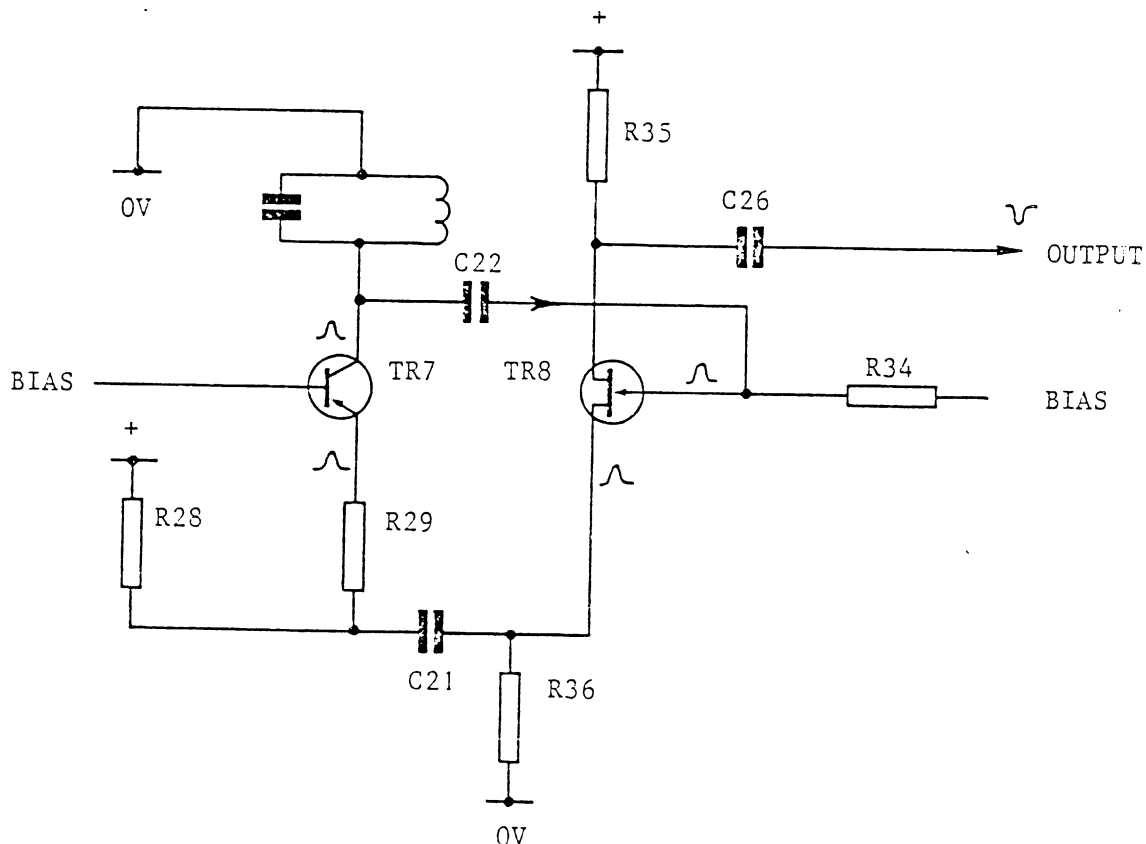 +
R35
0V
C26
OUTPUT
C22
TR7
TR8
R34
BIAS
BIAS
+
R28
R29
C21
R36
0V